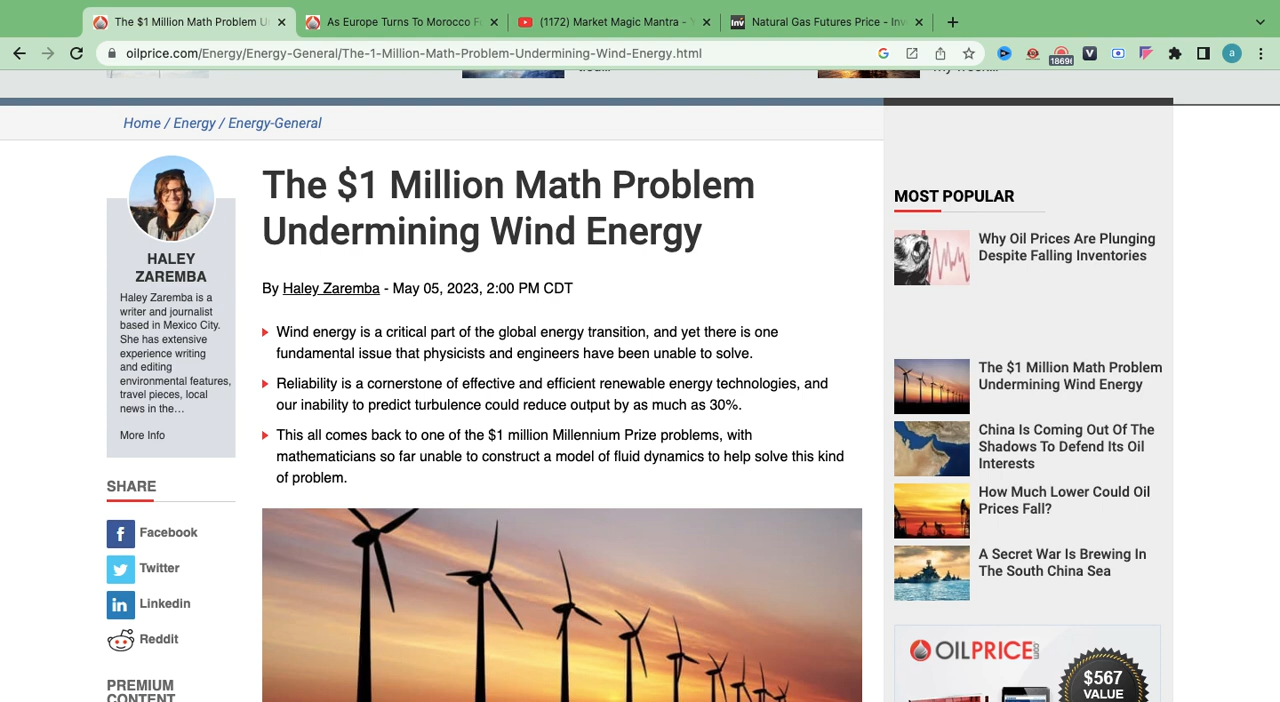 The $1 Million Math Problem U
As Europe Turns To Morocco F
(1172) Market Magic Mantra -
Natural Gas Futures Price - Inv
oilprice.com/Energy/Energy-General/The-1-Million-Math-Problem-Undermining-Wind-Energy.html
1869
a
Home / Energy / Energy-General
HALEY
ZAREMBA
Haley Zaremba is a
writer and journalist
based in Mexico City.
She has extensive
experience writing
and editing
environmental features,
travel pieces, local
news in the…
More Info
SHARE
Facebook
Twitter
Linkedin
Reddit
PREMIUM
CONTENT
The $1 Million Math Problem
Undermining Wind Energy
By Haley Zaremba - May 05, 2023, 2:00 PM CDT
Wind energy is a critical part of the global energy transition, and yet there is one
fundamental issue that physicists and engineers have been unable to solve.
Reliability is a cornerstone of effective and efficient renewable energy technologies, and
our inability to predict turbulence could reduce output by as much as 30%.
This all comes back to one of the $1 million Millennium Prize problems, with
mathematicians so far unable to construct a model of fluid dynamics to help solve this kind
of problem.
MOST POPULAR
Why Oil Prices Are Plunging
Despite Falling Inventories
The $1 Million Math Problem
Undermining Wind Energy
China Is Coming Out Of The
Shadows To Defend Its Oil
Interests
How Much Lower Could Oil
Prices Fall?
A Secret War Is Brewing In
The South China Sea
OILPRICE.com
$567
VALUE